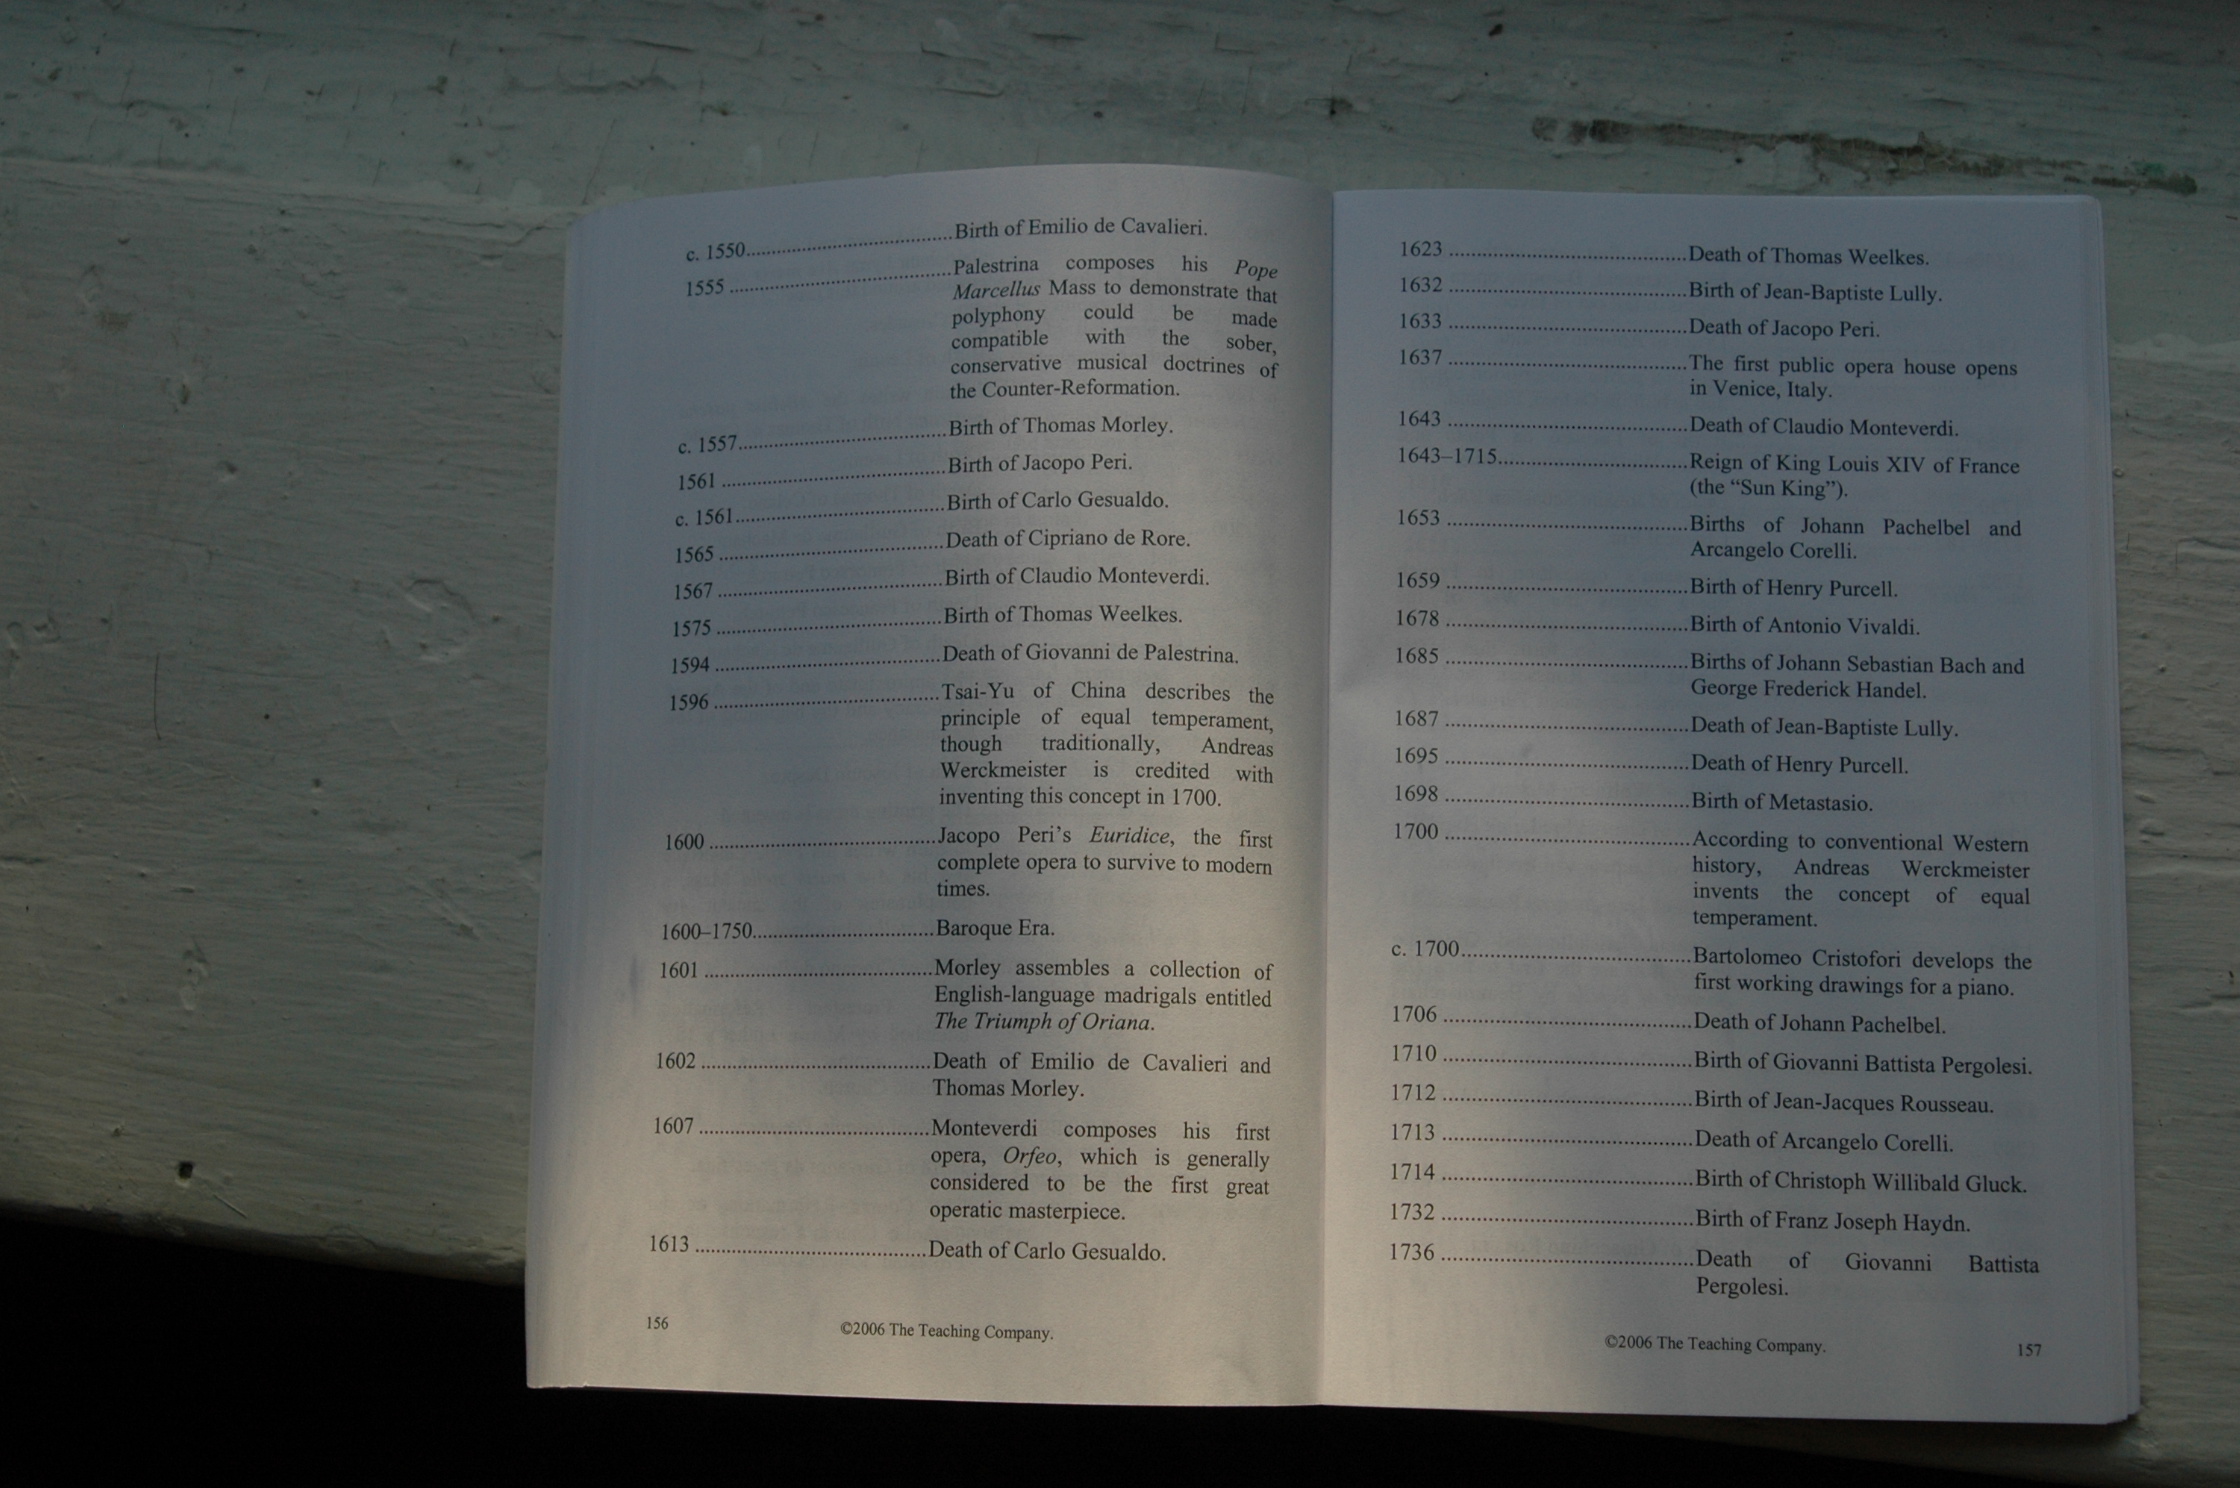 c. 1550......................................Birth of Emilio de Cavalieri.
1555 ..........................................Palestrina composes his Pope
Marcellus Mass to demonstrate that
polyphony could be made
compatible with the sober,
conservative musical doctrines of
the Counter-Reformation.
c. 1557......................................Birth of Thomas Morley.
1561 ..........................................Birth of Jacopo Peri.
c. 1561......................................Birth of Carlo Gesualdo.
1565 ..........................................Death of Cipriano de Rore.
1567 ..........................................Birth of Claudio Monteverdi.
1575 ..........................................Birth of Thomas Weelkes.
1594 ..........................................Death of Giovanni de Palestrina.
1596 ..........................................Tsai-Yu of China describes the
principle of equal temperament,
though traditionally, Andreas
Werckmeister is credited with
inventing this concept in 1700.
1600 ..........................................Jacopo Peri's Euridice, the first
complete opera to survive to modern
times.
1600–1750..................................Baroque Era.
1601 ..........................................Morley assembles a collection of
English-language madrigals entitled
The Triumph of Oriana.
1602 ..........................................Death of Emilio de Cavalieri and
Thomas Morley.
1607 ..........................................Monteverdi composes his first
opera, Orfeo, which is generally
considered to be the first great
operatic masterpiece.
1613 ..........................................Death of Carlo Gesualdo.
156 ©2006 The Teaching Company.
1623 ..........................................Death of Thomas Weelkes.
1632 ..........................................Birth of Jean-Baptiste Lully.
1633 ..........................................Death of Jacopo Peri.
1637 ..........................................The first public opera house opens
in Venice, Italy.
1643 ..........................................Death of Claudio Monteverdi.
1643–1715..................................Reign of King Louis XIV of France
(the “Sun King”).
1653 ..........................................Births of Johann Pachelbel and
Arcangelo Corelli.
1659 ..........................................Birth of Henry Purcell.
1678 ..........................................Birth of Antonio Vivaldi.
1685 ..........................................Births of Johann Sebastian Bach and
George Frederick Handel.
1687 ..........................................Death of Jean-Baptiste Lully.
1695 ..........................................Death of Henry Purcell.
1698 ..........................................Birth of Metastasio.
1700 ..........................................According to conventional Western
history, Andreas Werckmeister
invents the concept of equal
temperament.
c. 1700......................................Bartolomeo Cristofori develops the
first working drawings for a piano.
1706 ..........................................Death of Johann Pachelbel.
1710 ..........................................Birth of Giovanni Battista Pergolesi.
1712 ..........................................Birth of Jean-Jacques Rousseau.
1713 ..........................................Death of Arcangelo Corelli.
1714 ..........................................Birth of Christoph Willibald Gluck.
1732 ..........................................Birth of Franz Joseph Haydn.
1736 ..........................................Death of Giovanni Battista
Pergolesi.
©2006 The Teaching Company. 157